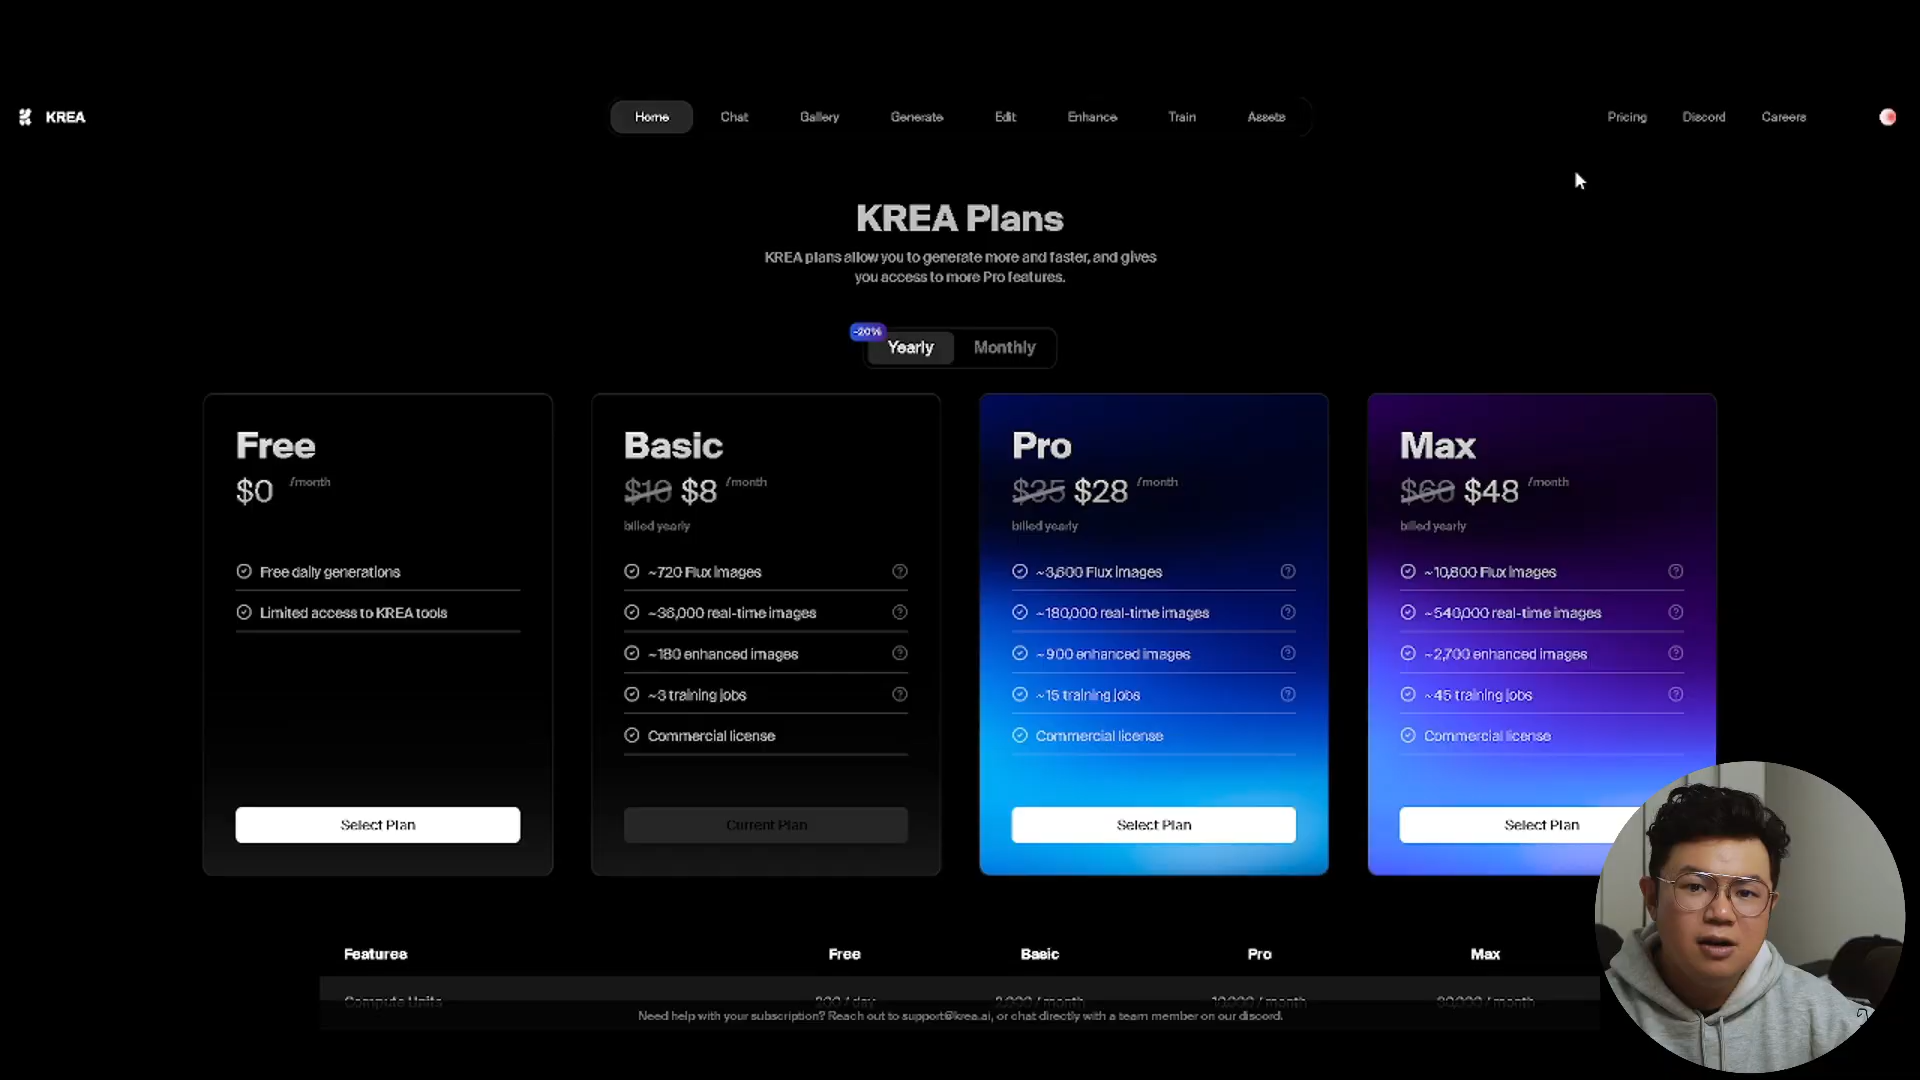 KREA
Home Chat Gallery Generate Edit Enhance Train Assets
Pricing Discord Careers
KREA Plans
KREA plans allow you to generate more and faster, and gives
you access to more Pro features.
-20%
Yearly Monthly
Free
$0 /month
Free daily generations
Limited access to KREA tools
Select Plan
Basic
$10 $8 /month
billed yearly
~720 Flux images
~36,000 real-time images
~180 enhanced images
~3 training jobs
Commercial license
Current Plan
Pro
$35 $28 /month
billed yearly
~3,600 Flux images
~180,000 real-time images
~900 enhanced images
~15 training jobs
Commercial license
Select Plan
Max
$60 $48 /month
billed yearly
~10,800 Flux images
~540,000 real-time images
~2,700 enhanced images
~45 training jobs
Commercial license
Select Plan
Features Free Basic Pro Max
Compute Units / day / month / month / month
Need help with your subscription? Reach out to support@krea.ai, or chat directly with a team member on our discord.